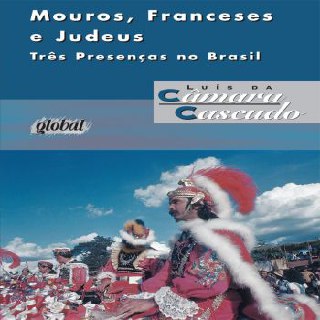 Mouros, Franceses
e Judeus
Três Presenças no Brasil
LUÍS DA
Câmara
Cascudo
global